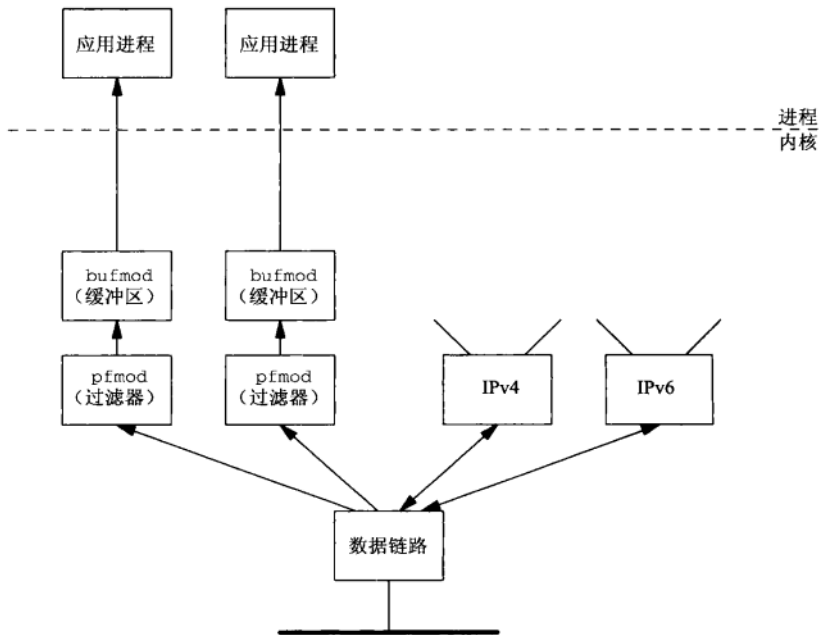 应用进程
应用进程
进程
内核
bufmod
(缓冲区)
bufmod
(缓冲区)
pfmod
(过滤器)
pfmod
(过滤器)
IPv4
IPv6
数据链路